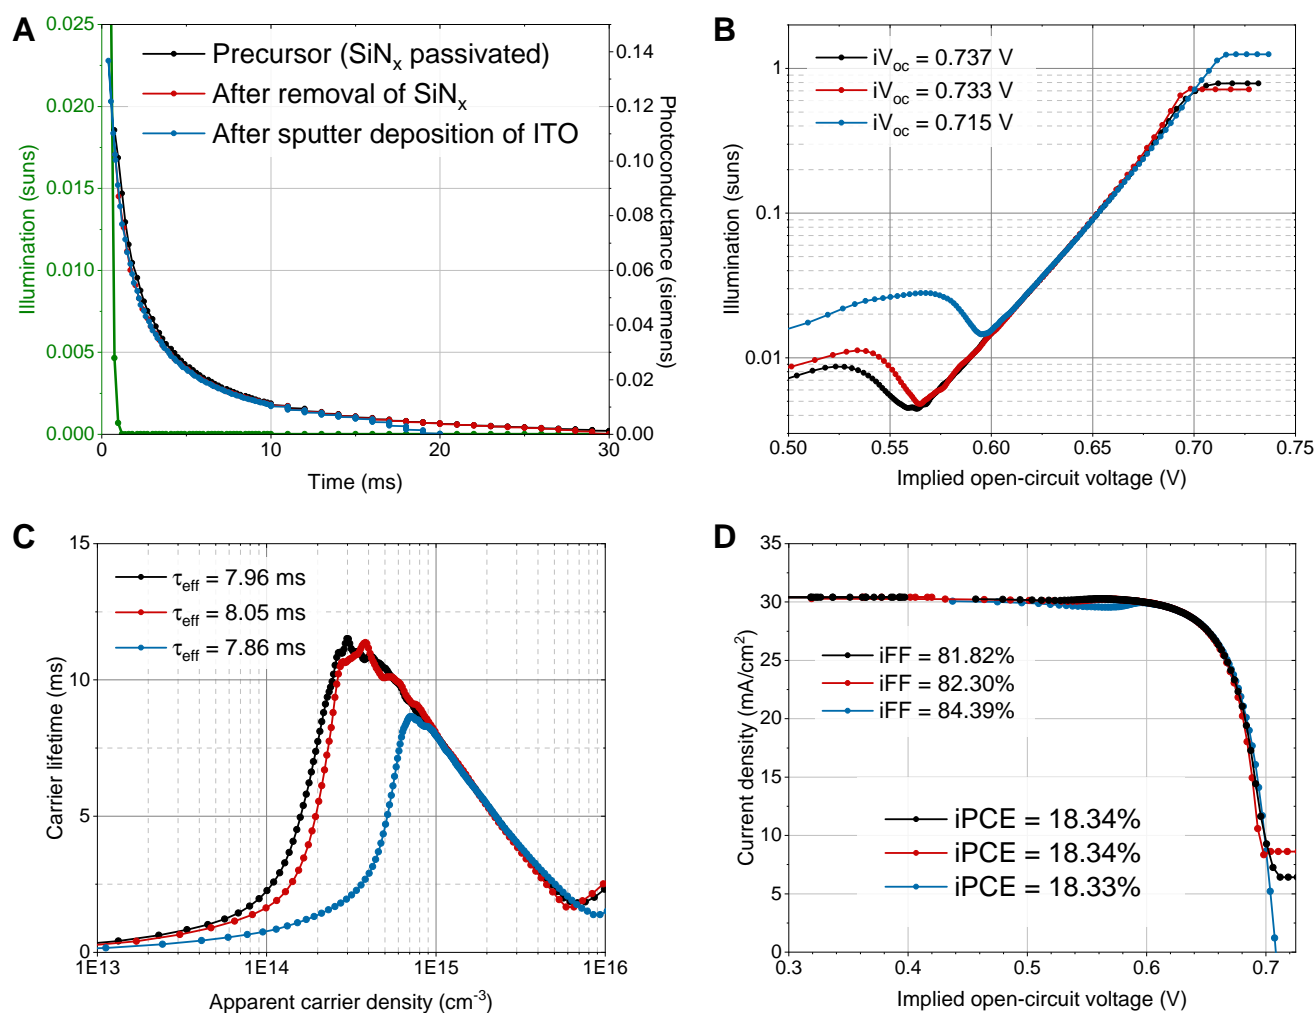 A
0.025
0.020
0.015
0.010
0.005
0.000
Illumination (suns)
Precursor (SiNx passivated)
After removal of SiNx
After sputter deposition of ITO
0.14
0.12
0.10
0.08
0.06
0.04
0.02
0.00
Photoconductance (siemens)
0 10 20 30
Time (ms)
B
1
0.1
0.01
Illumination (suns)
iVoc = 0.737 V
iVoc = 0.733 V
iVoc = 0.715 V
0.50 0.55 0.60 0.65 0.70 0.75
Implied open-circuit voltage (V)
C
15
10
5
0
Carrier lifetime (ms)
τeff = 7.96 ms
τeff = 8.05 ms
τeff = 7.86 ms
1E13 1E14 1E15 1E16
Apparent carrier density (cm-3)
D
35
30
25
20
15
10
5
0
Current density (mA/cm2)
iFF = 81.82%
iFF = 82.30%
iFF = 84.39%
iPCE = 18.34%
iPCE = 18.34%
iPCE = 18.33%
0.3 0.4 0.5 0.6 0.7
Implied open-circuit voltage (V)